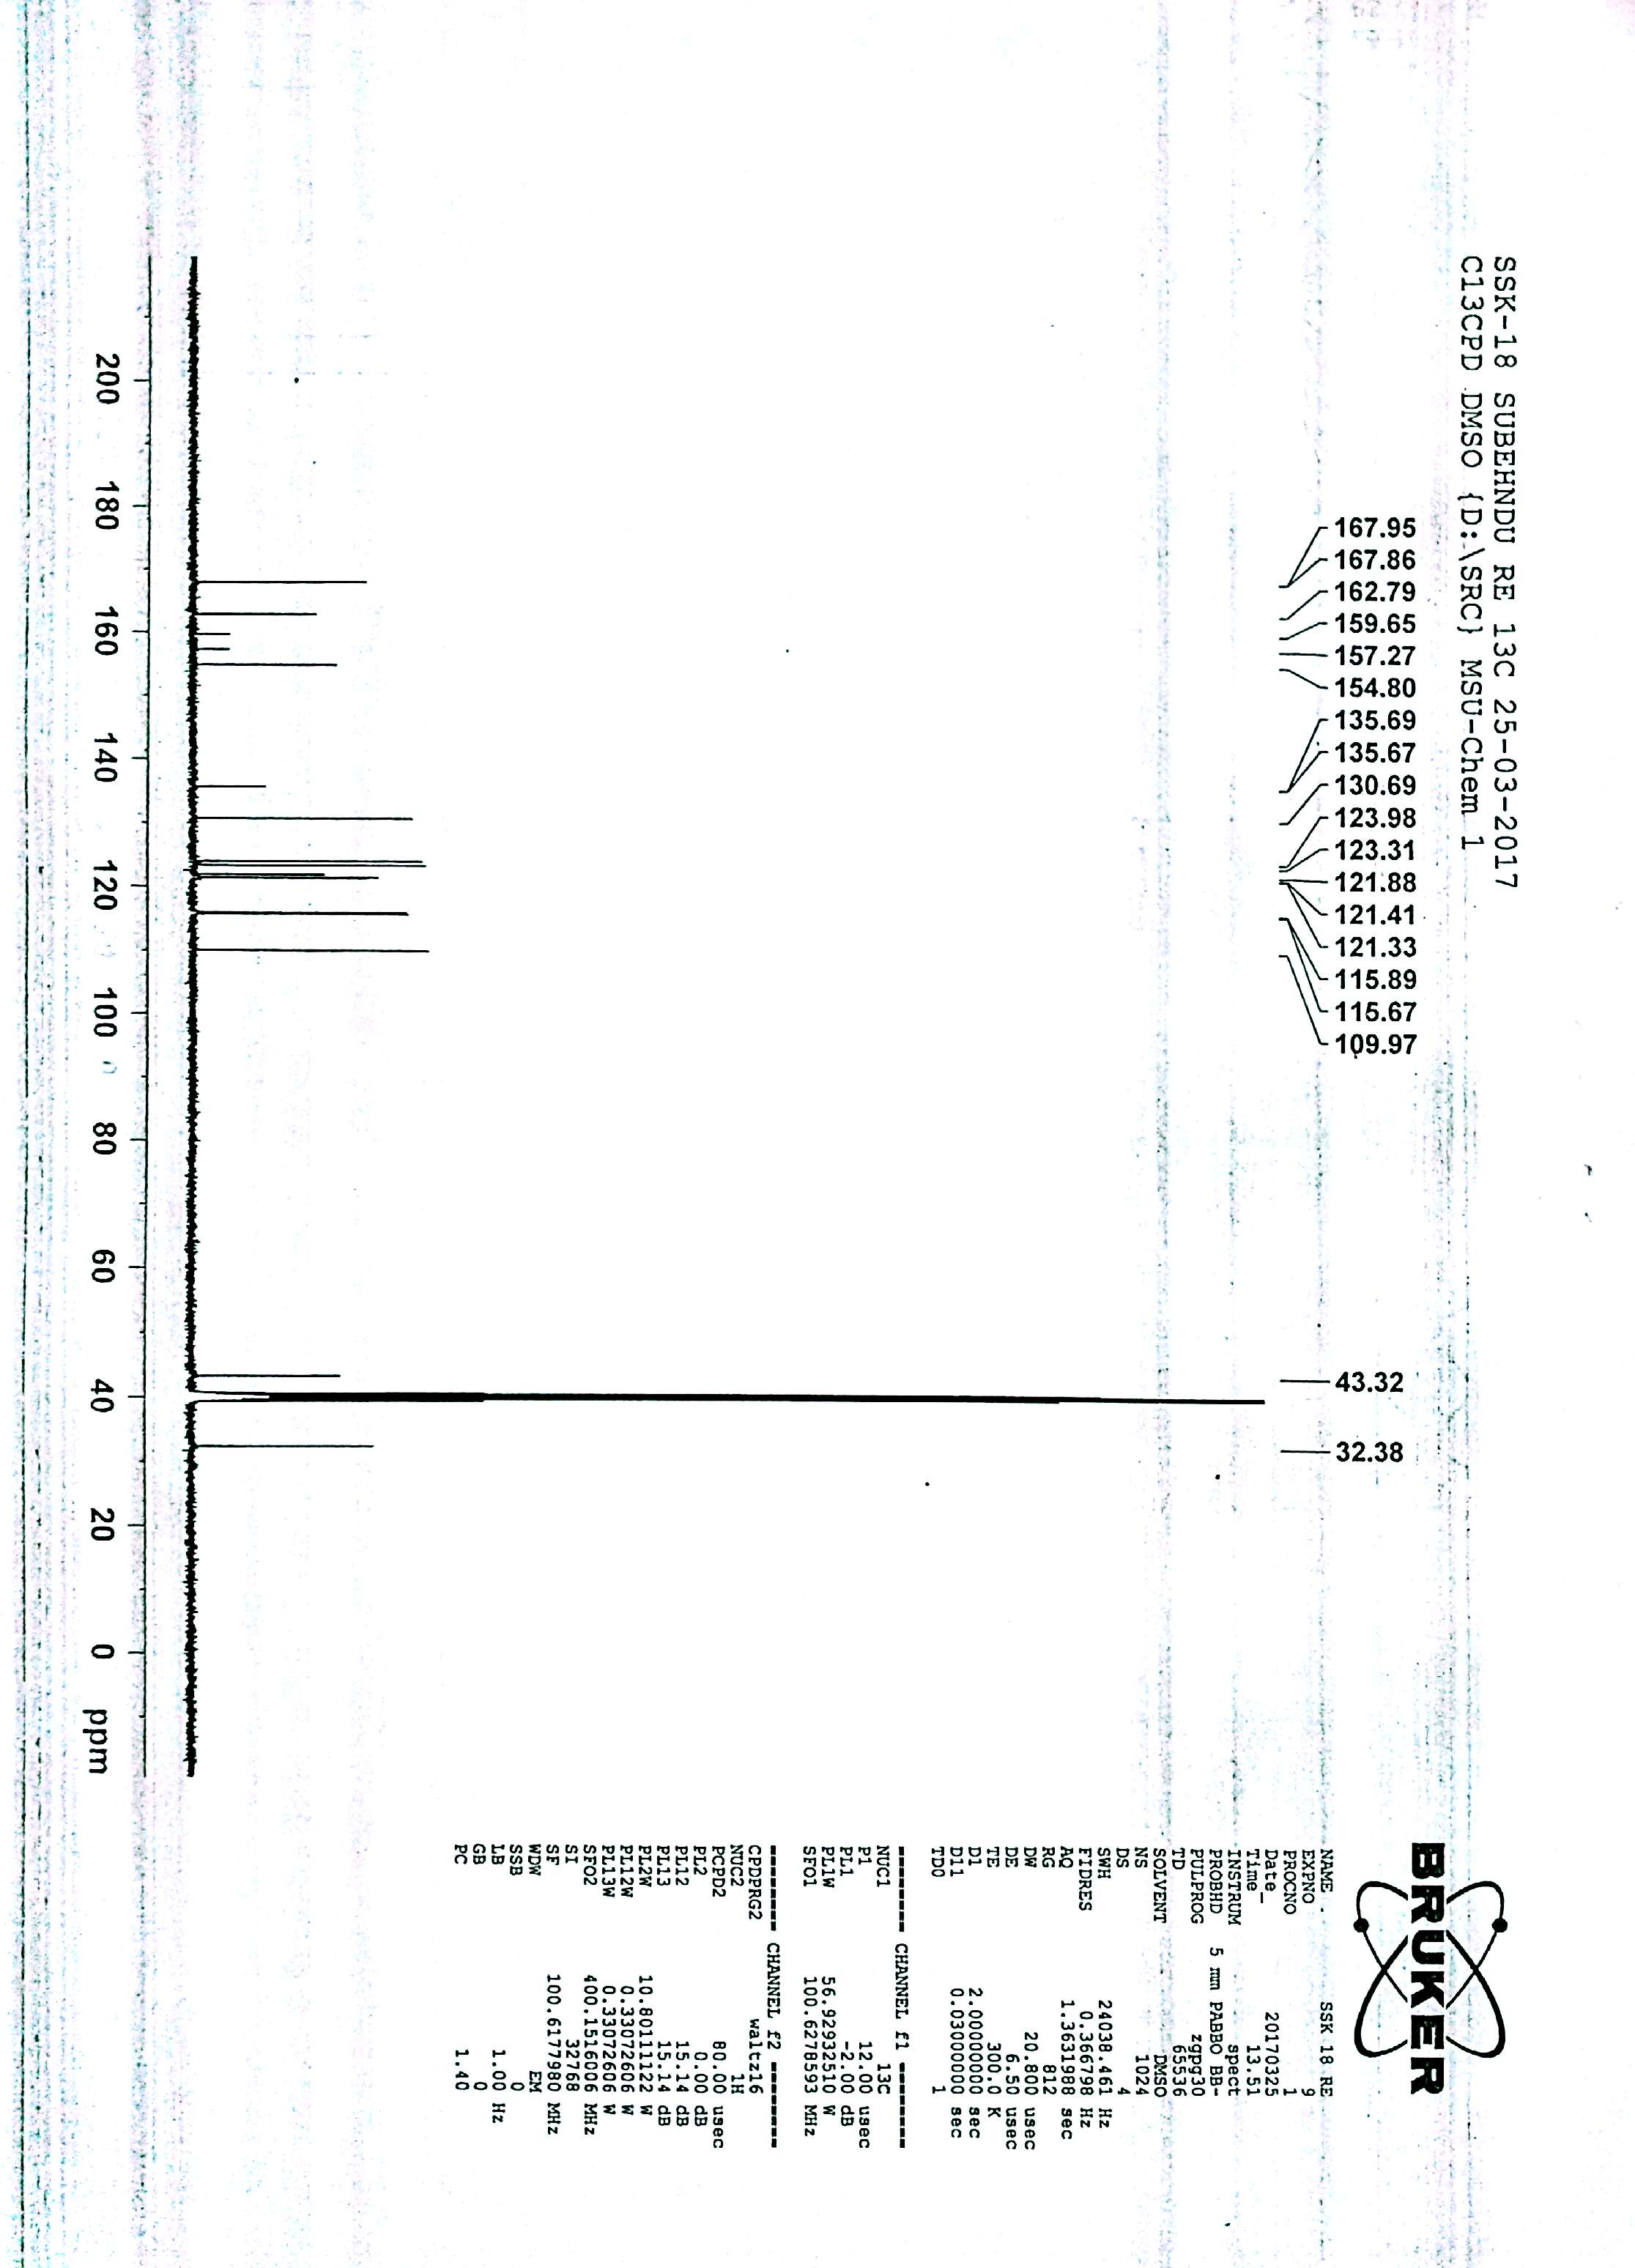 SSK-18 SUBEHNDU RE 13C 25-03-2017
C13CPD DMSO {D:\SRC} MSU-Chem 1
BRUKER
167.95
167.86
162.79
159.65
157.27
154.80
135.69
135.67
130.69
123.98
123.31
121.88
121.41
121.33
115.89
115.67
109.97
43.32
32.38
NAME SSK 18 RE
EXPNO 9
PROCNO 1
Date_ 20170325
Time 13.51
INSTRUM spect
PROBHD 5 mm PABBO BB-
PULPROG zgpg30
TD 65536
SOLVENT DMSO
NS 1024
DS 4
SWH 24038.461 Hz
FIDRES 0.366798 Hz
AQ 1.3631988 sec
RG 812
DW 20.800 usec
DE 6.50 usec
TE 300.0 K
D1 2.00000000 sec
D11 0.03000000 sec
TD0 1
======== CHANNEL f1 ========
NUC1 13C
P1 12.00 usec
PL1 -2.00 dB
PL1W 56.92932510 W
SFO1 100.6278593 MHz
======== CHANNEL f2 ========
CPDPRG2 waltz16
NUC2 1H
PCPD2 80.00 usec
PL2 0.00 dB
PL12 15.14 dB
PL13 15.14 dB
PL2W 10.80111122 W
PL12W 0.33072606 W
PL13W 0.33072606 W
SFO2 400.1516006 MHz
SI 32768
SF 100.6177980 MHz
WDW EM
SSB 0
LB 1.00 Hz
GB 0
PC 1.40
200 180 160 140 120 100 80 60 40 20 0 ppm